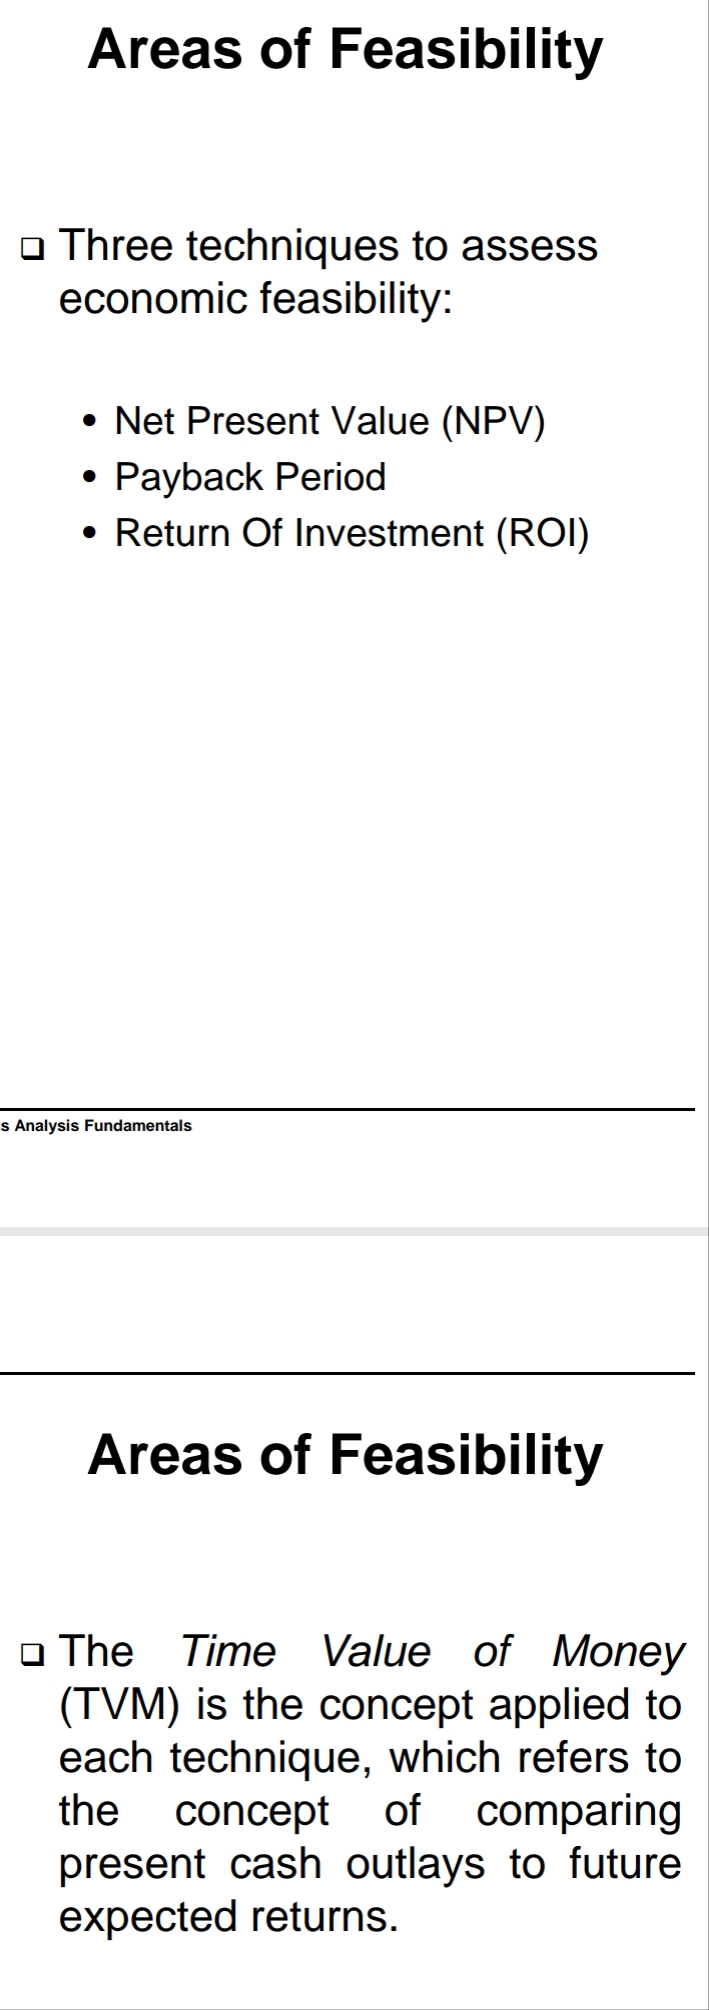 Areas of Feasibility
❑ Three techniques to assess
economic feasibility:
• Net Present Value (NPV)
• Payback Period
• Return Of Investment (ROI)
s Analysis Fundamentals
Areas of Feasibility
❑ The Time Value of Money
(TVM) is the concept applied to
each technique, which refers to
the concept of comparing
present cash outlays to future
expected returns.